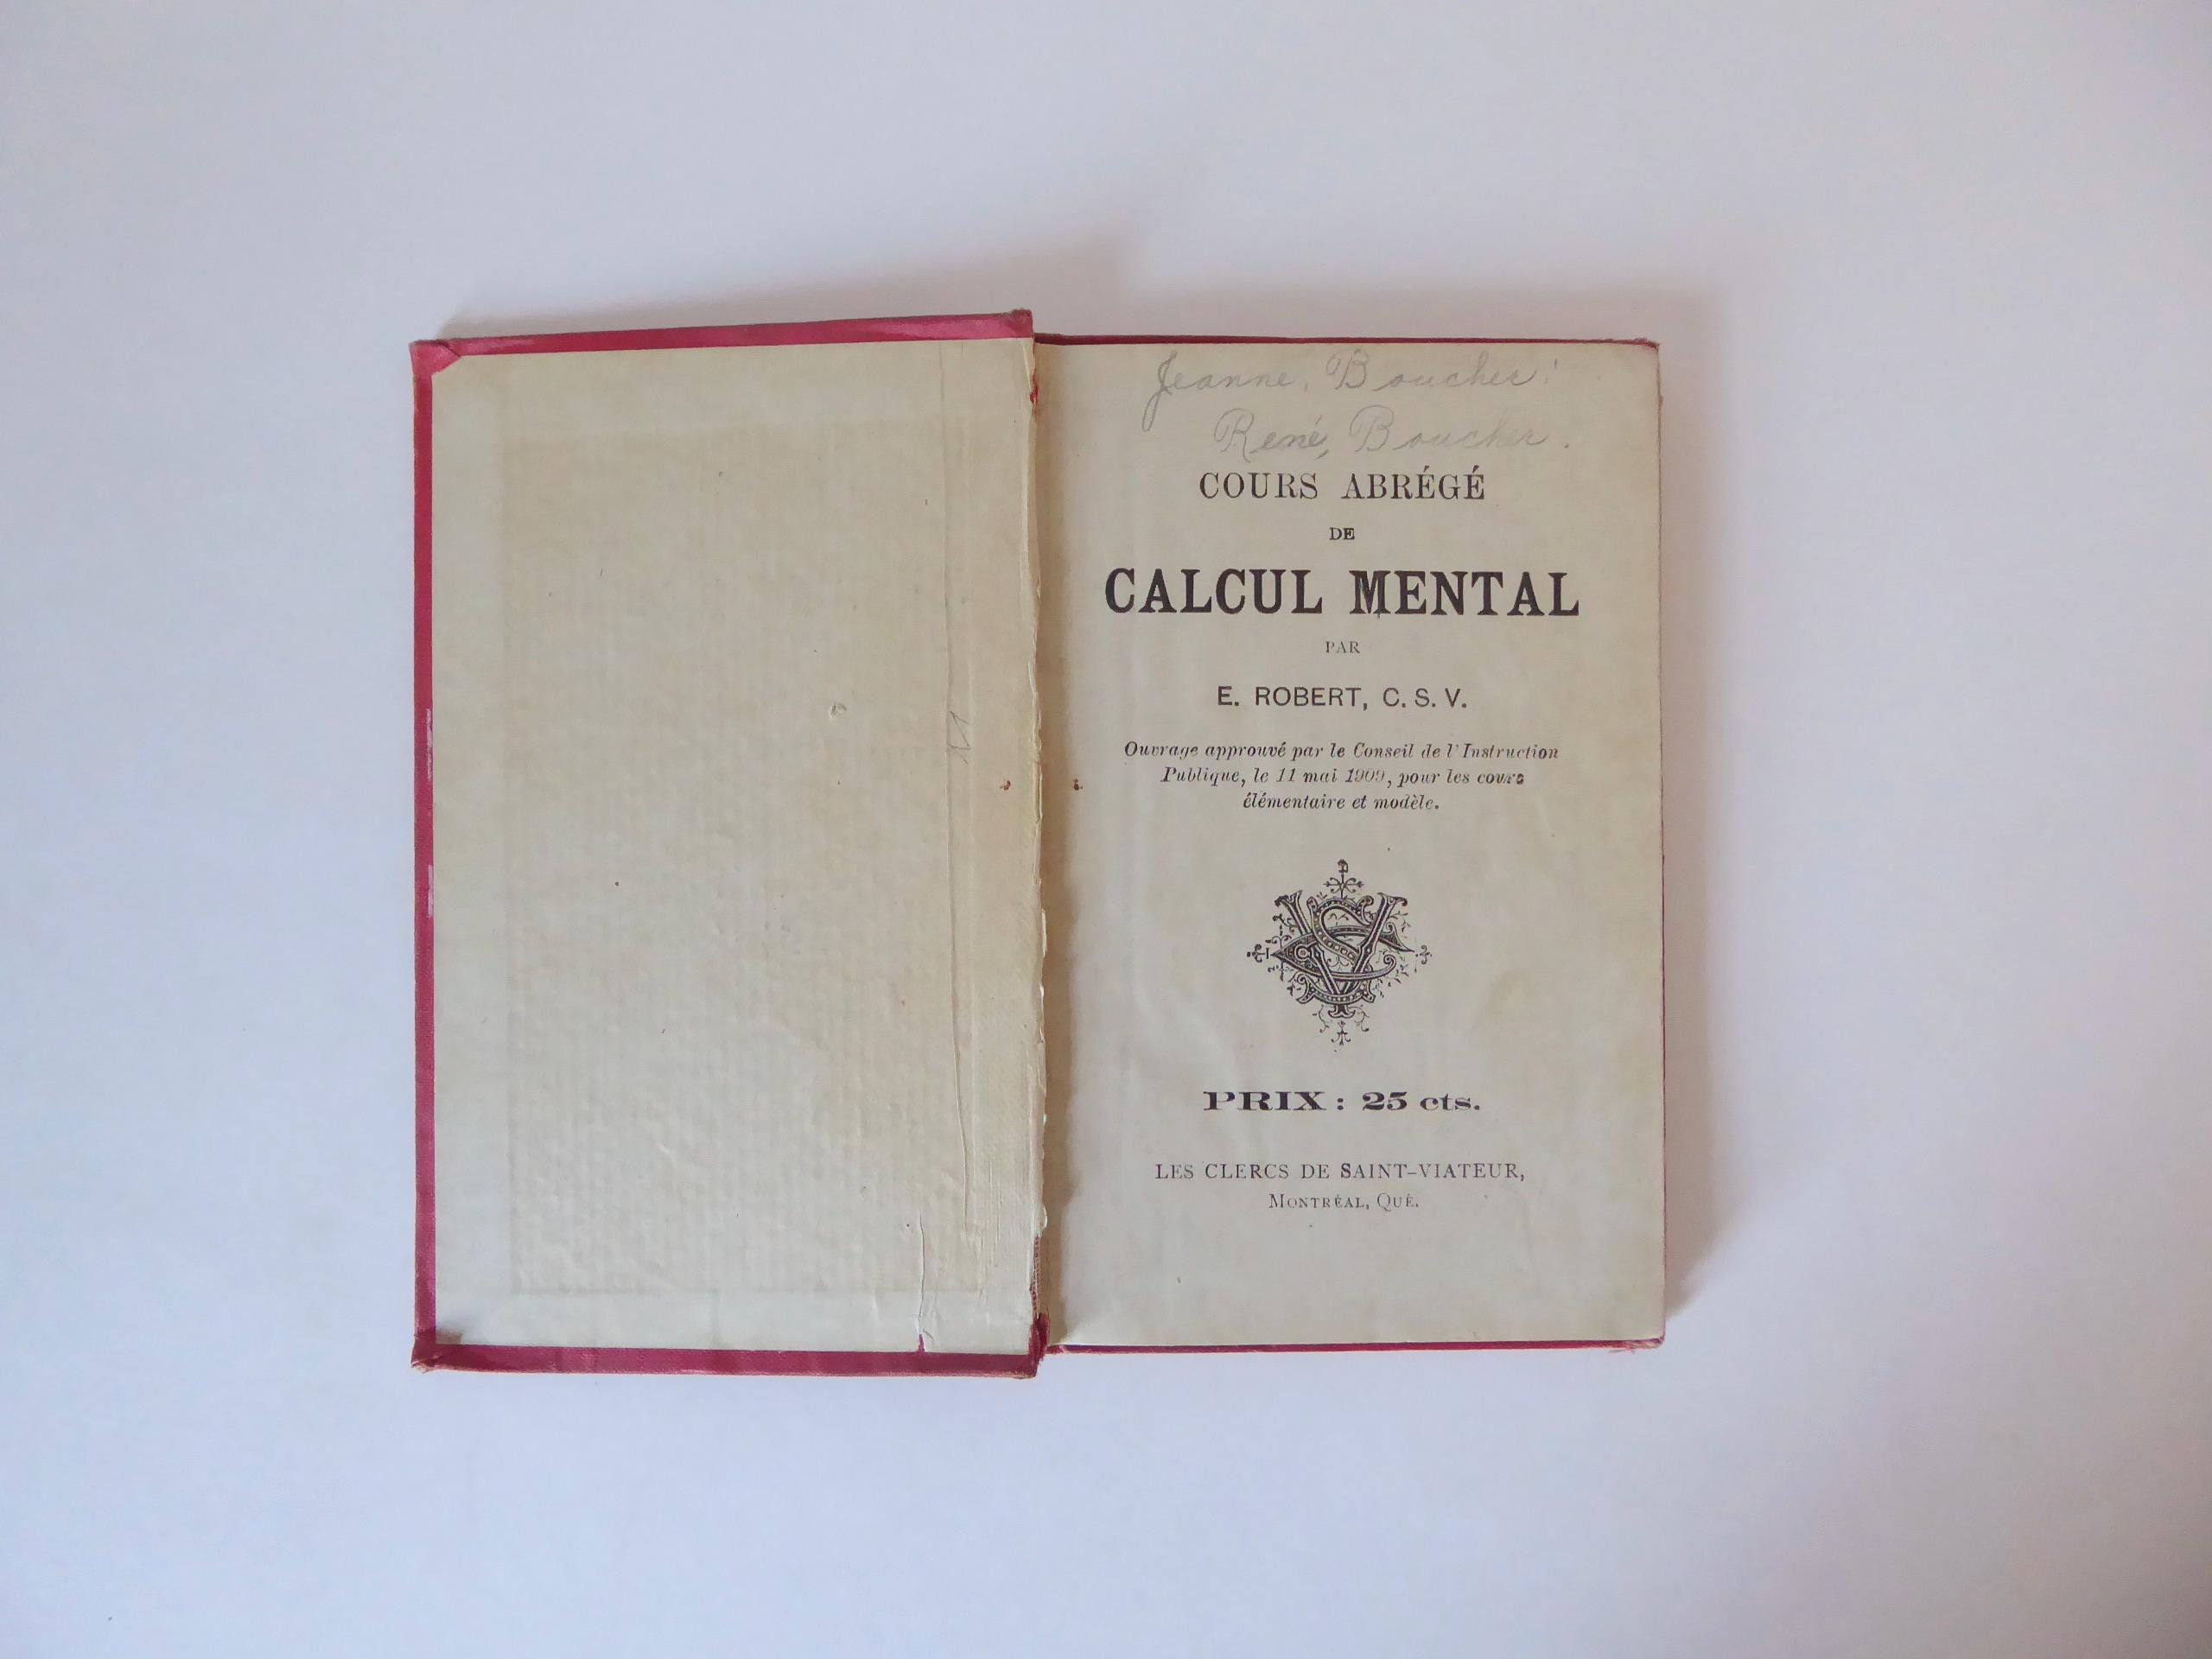 Jeanne, Boucher.
René, Boucher.
COURS ABRÉGÉ
DE
CALCUL MENTAL
PAR
E. ROBERT, C. S. V.
Ouvrage approuvé par le Conseil de l'Instruction
Publique, le 11 mai 1909, pour les cours
élémentaire et modèle.
CSV
PRIX : 25 cts.
LES CLERCS DE SAINT-VIATEUR,
MONTRÉAL, QUÉ.